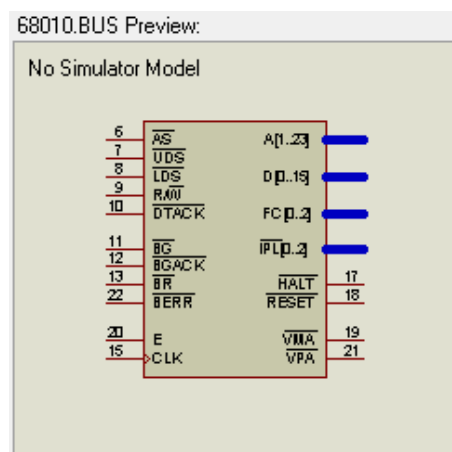 68010.BUS Preview:
No Simulator Model
6 AS A[1..23]
7 UDS
8 LDS D[0..15]
9 R/W
10 DTACK FC[0..2]
11 BG IPL[0..2]
12 BGACK
13 BR HALT 17
22 BERR RESET 18
20 E VMA 19
15 CLK VPA 21